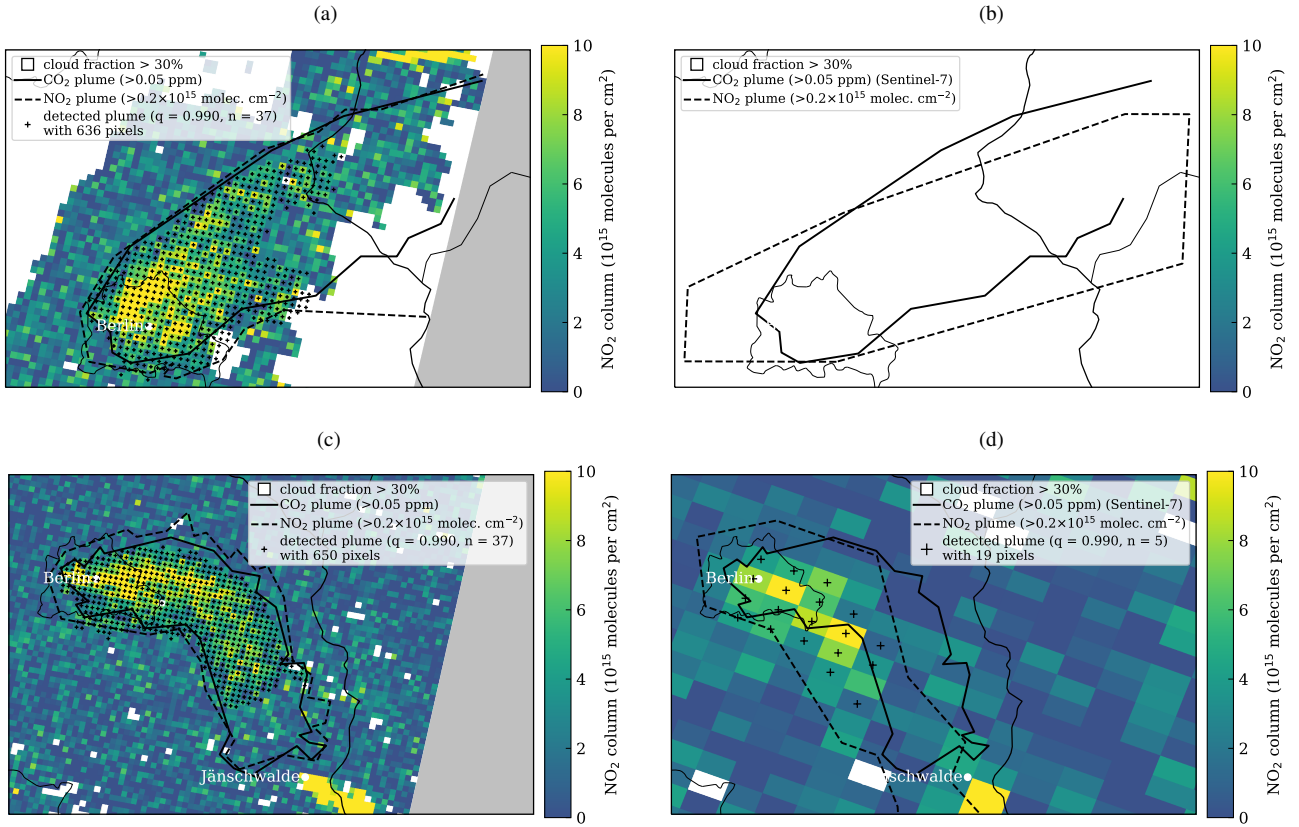 (a)
cloud fraction > 30%
CO₂ plume (>0.05 ppm)
NO₂ plume (>0.2×10¹⁵ molec. cm⁻²)
detected plume (q = 0.990, n = 37)
with 636 pixels
Berlin
10
8
6
4
2
0
NO₂ column (10¹⁵ molecules per cm²)
(b)
cloud fraction > 30%
CO₂ plume (>0.05 ppm) (Sentinel-7)
NO₂ plume (>0.2×10¹⁵ molec. cm⁻²)
10
8
6
4
2
0
NO₂ column (10¹⁵ molecules per cm²)
(c)
cloud fraction > 30%
CO₂ plume (>0.05 ppm)
NO₂ plume (>0.2×10¹⁵ molec. cm⁻²)
detected plume (q = 0.990, n = 37)
with 650 pixels
Berlin
Jänschwalde
10
8
6
4
2
0
NO₂ column (10¹⁵ molecules per cm²)
(d)
cloud fraction > 30%
CO₂ plume (>0.05 ppm) (Sentinel-7)
NO₂ plume (>0.2×10¹⁵ molec. cm⁻²)
detected plume (q = 0.990, n = 5)
with 19 pixels
Berlin
schwalde
10
8
6
4
2
0
NO₂ column (10¹⁵ molecules per cm²)